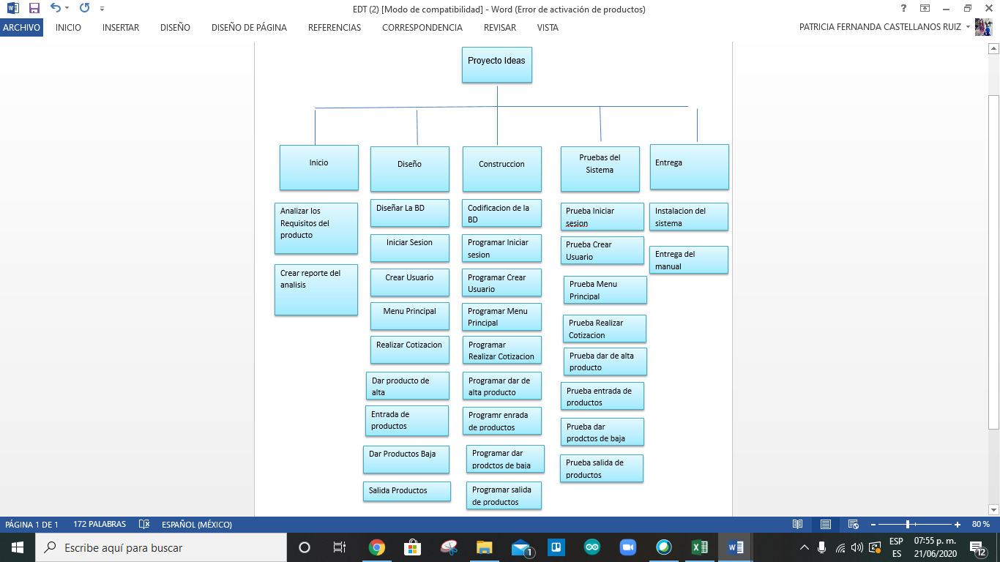 EDT (2) [Modo de compatibilidad] - Word (Error de activación de productos)
ARCHIVO INICIO INSERTAR DISEÑO DISEÑO DE PÁGINA REFERENCIAS CORRESPONDENCIA REVISAR VISTA PATRICIA FERNANDA CASTELLANOS RUIZ
Proyecto Ideas
Inicio
Analizar los
Requisitos del
producto
Crear reporte del
analisis
Diseño
Diseñar La BD
Iniciar Sesion
Crear Usuario
Menu Principal
Realizar Cotizacion
Dar producto de
alta
Entrada de
productos
Dar Productos Baja
Salida Productos
Construccion
Codificacion de la
BD
Programar Iniciar
sesion
Programar Crear
Usuario
Programar Menu
Principal
Programar
Realizar Cotizacion
Programar dar de
alta producto
Programr enrada
de productos
Programar dar
prodctos de baja
Programar salida
de productos
Pruebas del
Sistema
Prueba Iniciar
sesion
Prueba Crear
Usuario
Prueba Menu
Principal
Prueba Realizar
Cotizacion
Prueba dar de alta
producto
Prueba entrada de
productos
Prueba dar
prodctos de baja
Prueba salida de
productos
Entrega
Instalacion del
sistema
Entrega del
manual
PÁGINA 1 DE 1 172 PALABRAS ESPAÑOL (MÉXICO) 80 %
Escribe aquí para buscar
1
ESP
ES
07:55 p. m.
21/06/2020
12